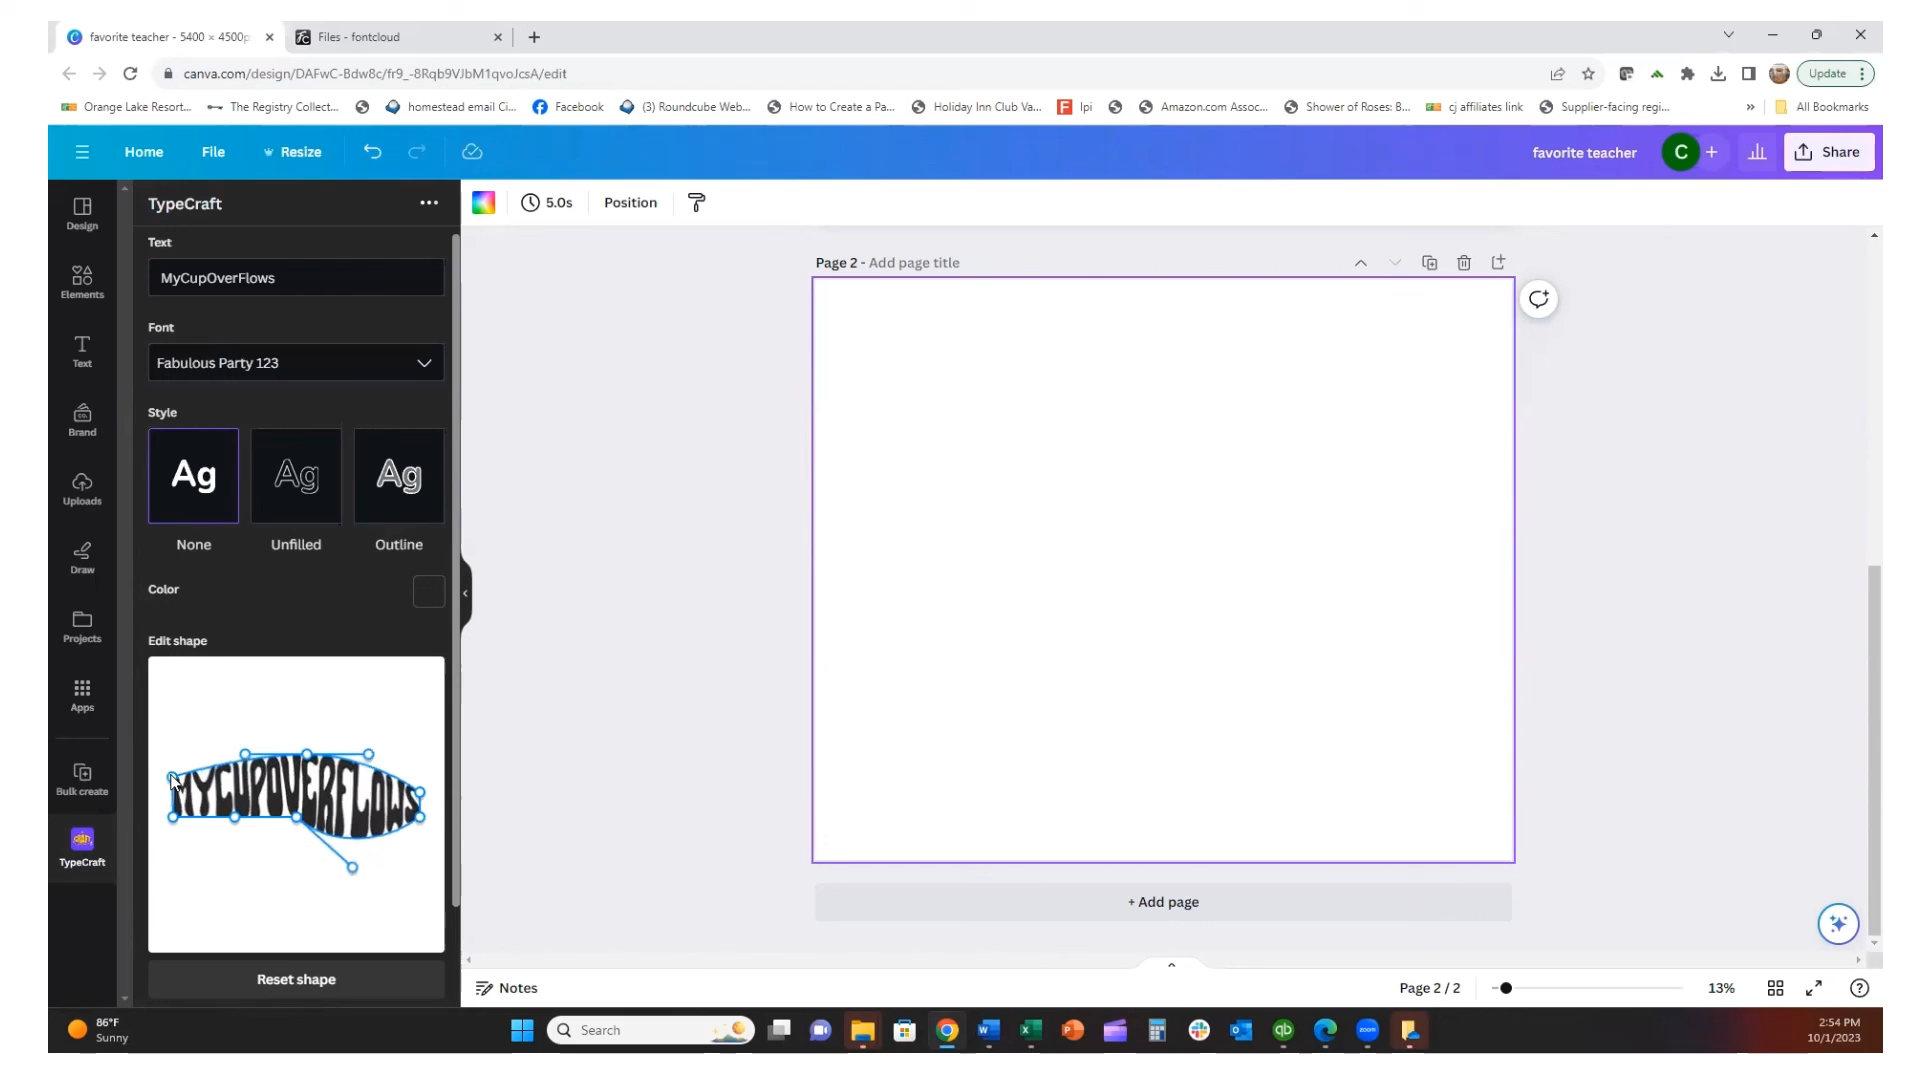 favorite teacher - 5400 × 4500p
Files - fontcloud
canva.com/design/DAFwC-Bdw8c/fr9_-8Rqb9VJbM1qvoJcsA/edit
Update
Orange Lake Resort...
The Registry Collect...
homestead email Ci...
Facebook
(3) Roundcube Web...
How to Create a Pa...
Holiday Inn Club Va...
Ipi
Amazon.com Assoc...
Shower of Roses: B...
cj affiliates link
Supplier-facing regi...
»
All Bookmarks
Home
File
Resize
favorite teacher
C
+
Share
TypeCraft
5.0s
Position
Design
Elements
Text
Brand
Uploads
Draw
Projects
Apps
Bulk create
TypeCraft
Text
MyCupOverFlows
Font
Fabulous Party 123
Style
Ag
Ag
Ag
None
Unfilled
Outline
Color
Edit shape
MYCUPOVERFLOWS
Reset shape
Page 2 - Add page title
+ Add page
Notes
Page 2 / 2
13%
86°F
Sunny
Search
2:54 PM
10/1/2023